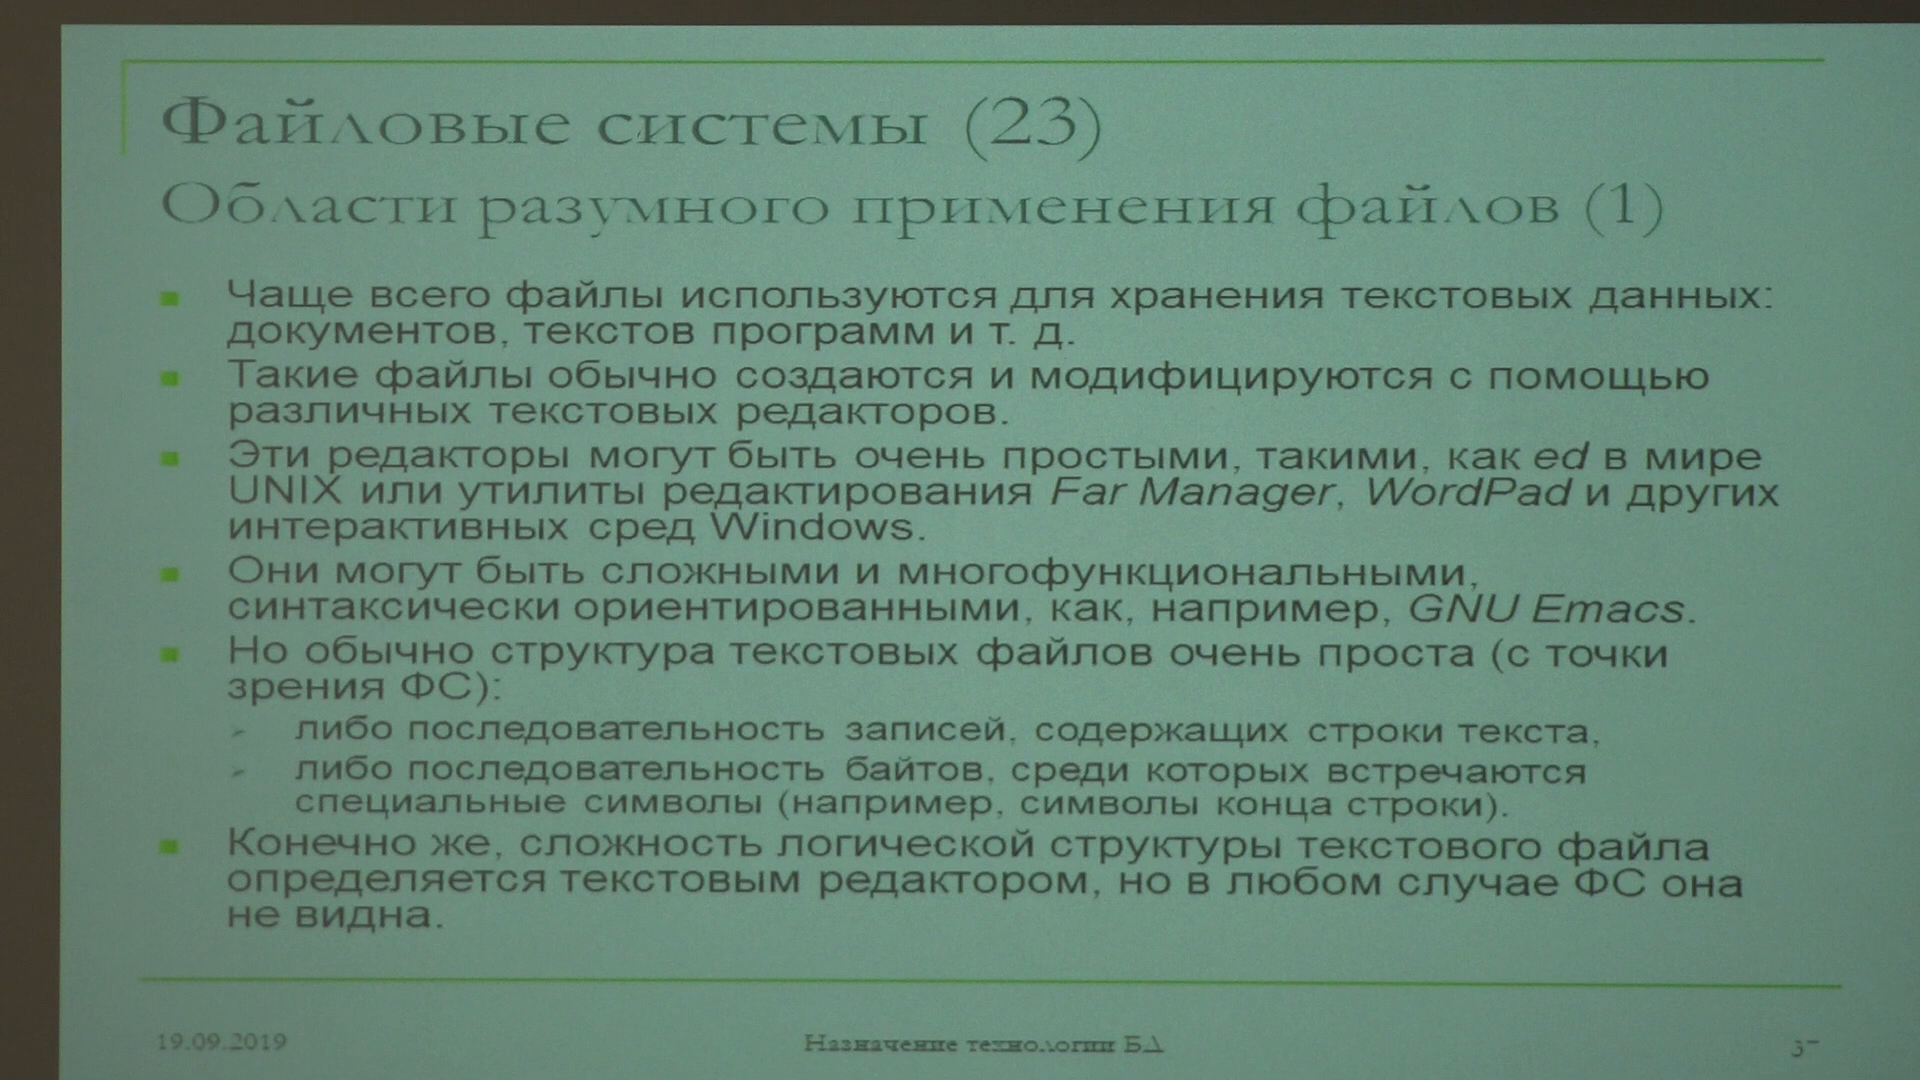 Файловые системы (23)
Области разумного применения файлов (1)
Чаще всего файлы используются для хранения текстовых данных:
документов, текстов программ и т. д.
Такие файлы обычно создаются и модифицируются с помощью
различных текстовых редакторов.
Эти редакторы могут быть очень простыми, такими, как ed в мире
UNIX или утилиты редактирования Far Manager, WordPad и других
интерактивных сред Windows.
Они могут быть сложными и многофункциональными,
синтаксически ориентированными, как, например, GNU Emacs.
Но обычно структура текстовых файлов очень проста (с точки
зрения ФС):
либо последовательность записей, содержащих строки текста,
либо последовательность байтов, среди которых встречаются
специальные символы (например, символы конца строки).
Конечно же, сложность логической структуры текстового файла
определяется текстовым редактором, но в любом случае ФС она
не видна.
19.09.2019
Назначение технологии БД
37